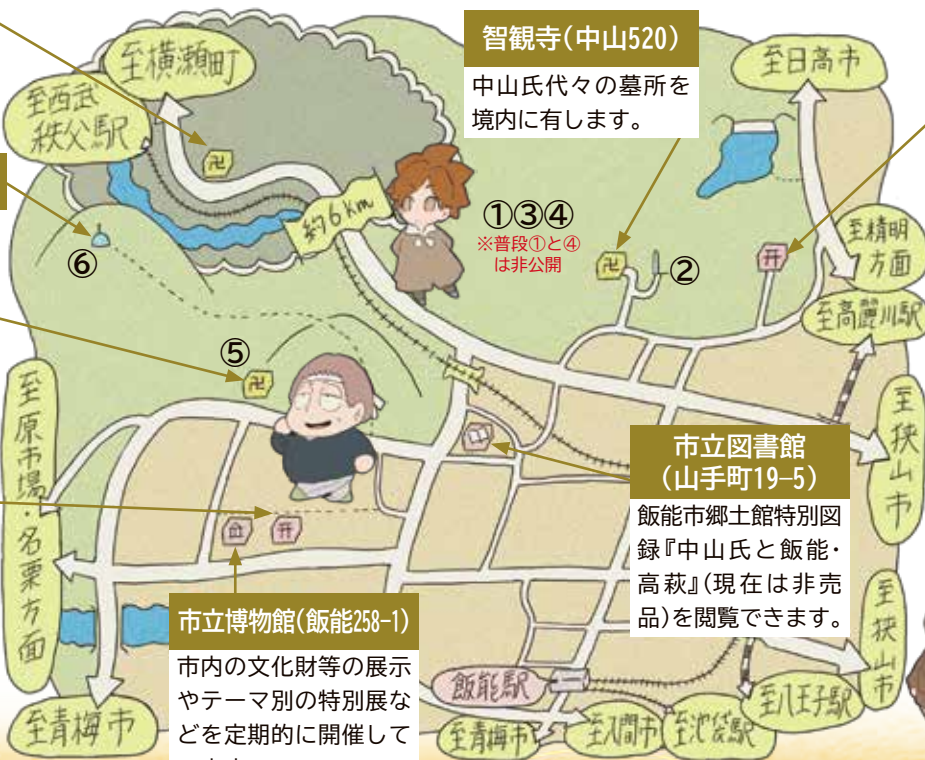 智観寺(中山520)
中山氏代々の墓所を
境内に有します。
至横瀬町
至西武
秩父駅
至日高市
約6km
①③④
※普段①と④
は非公開
②
至精明
方面
至高麗川駅
⑥
⑤
至原市場・名栗方面
至狭山市
市立図書館
(山手町19-5)
飯能市郷土館特別図
録『中山氏と飯能・
高萩』(現在は非売
品)を閲覧できます。
市立博物館(飯能258-1)
市内の文化財等の展示
やテーマ別の特別展な
どを定期的に開催して
飯能駅
至狭山市
至青梅市
至青梅市
至入間市
至池袋駅
至八王子駅